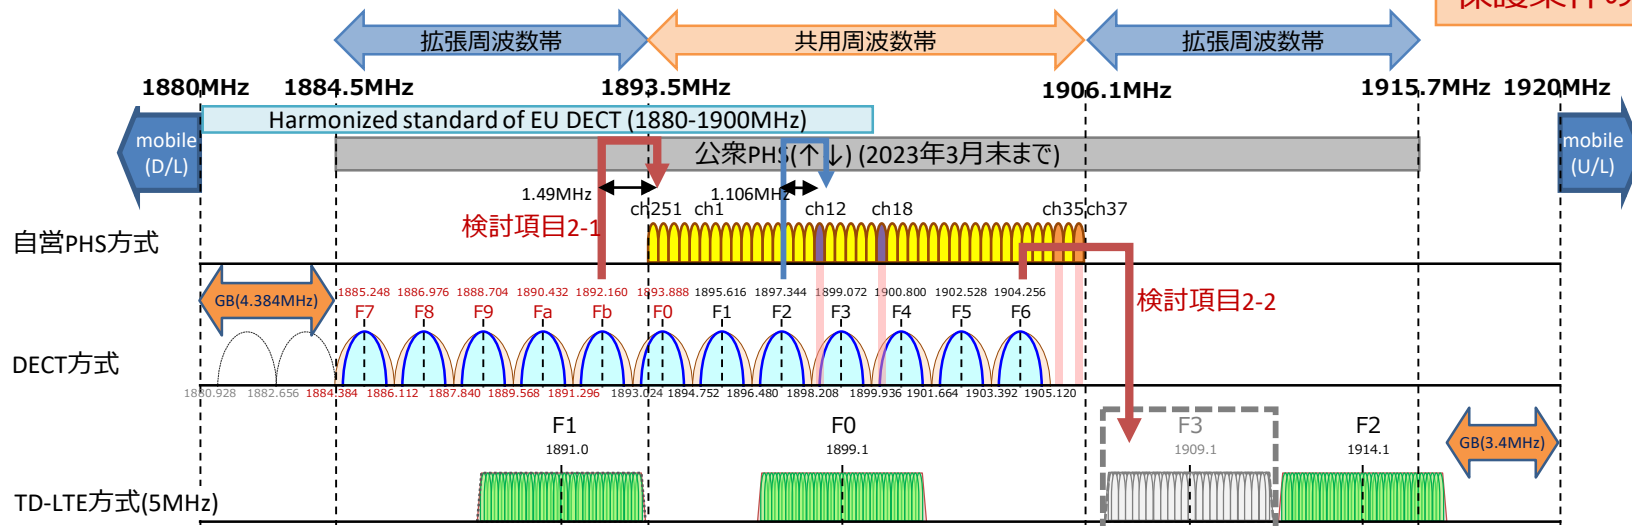 保護条件の
拡張周波数帯 共用周波数帯 拡張周波数帯
1880MHz 1884.5MHz 1893.5MHz 1906.1MHz 1915.7MHz 1920MHz
Harmonized standard of EU DECT (1880-1900MHz)
mobile
(D/L)
公衆PHS(↑↓) (2023年3月末まで)
mobile
(U/L)
1.49MHz 1.106MHz
ch251 ch1 ch12 ch18 ch35 ch37
検討項目2-1
自営PHS方式
GB(4.384MHz)
1885.248 1886.976 1888.704 1890.432 1892.160 1893.888 1895.616 1897.344 1899.072 1900.800 1902.528 1904.256
検討項目2-2
F7 F8 F9 Fa Fb F0 F1 F2 F3 F4 F5 F6
DECT方式
1880.928 1882.656 1884.384 1886.112 1887.840 1889.568 1891.296 1893.024 1894.752 1896.480 1898.208 1899.936 1901.664 1903.392 1905.120
F1 F0 F3 F2
1891.0 1899.1 1909.1 1914.1
GB(3.4MHz)
TD-LTE方式(5MHz)